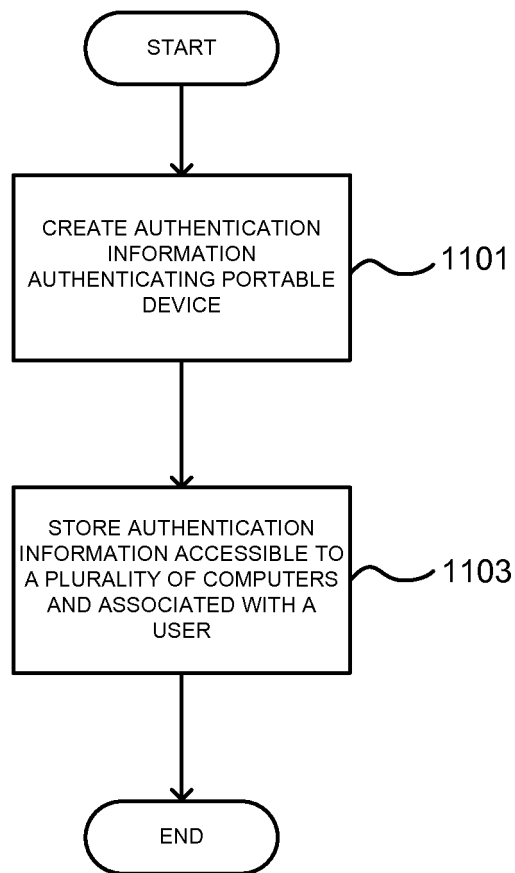 START
CREATE AUTHENTICATION
INFORMATION
AUTHENTICATING PORTABLE
DEVICE
1101
STORE AUTHENTICATION
INFORMATION ACCESSIBLE TO
A PLURALITY OF COMPUTERS
AND ASSOCIATED WITH A
USER
1103
END